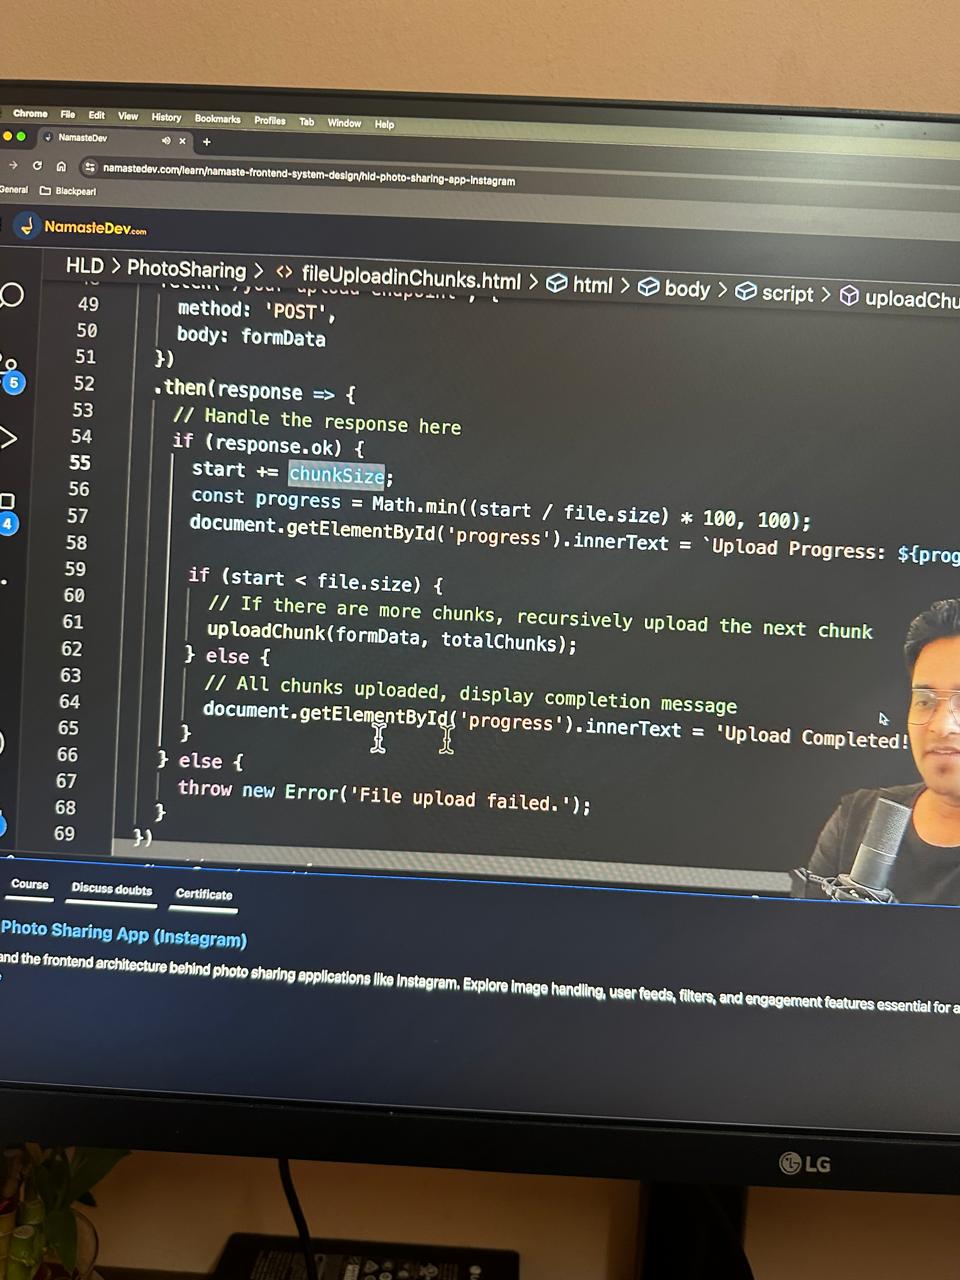 Chrome File Edit View History Bookmarks Profiles Tab Window Help
NamasteDev
namastedev.com/learn/namaste-frontend-system-design/hld-photo-sharing-app-instagram
General Blackpearl
NamasteDev.com
HLD > PhotoSharing > <> fileUploadinChunks.html > html > body > script > uploadChu
49 method: 'POST',
50 body: formData
51 })
52 .then(response => {
53 // Handle the response here
54 if (response.ok) {
55 start += chunkSize;
56 const progress = Math.min((start / file.size) * 100, 100);
57 document.getElementById('progress').innerText = `Upload Progress: ${prog
58
59 if (start < file.size) {
60 // If there are more chunks, recursively upload the next chunk
61 uploadChunk(formData, totalChunks);
62 } else {
63 // All chunks uploaded, display completion message
64 document.getElementById('progress').innerText = 'Upload Completed!
65 }
66 } else {
67 throw new Error('File upload failed.');
68 }
69 })
5
4
Course Discuss doubts Certificate
Photo Sharing App (Instagram)
and the frontend architecture behind photo sharing applications like Instagram. Explore image handling, user feeds, filters, and engagement features essential for a
LG